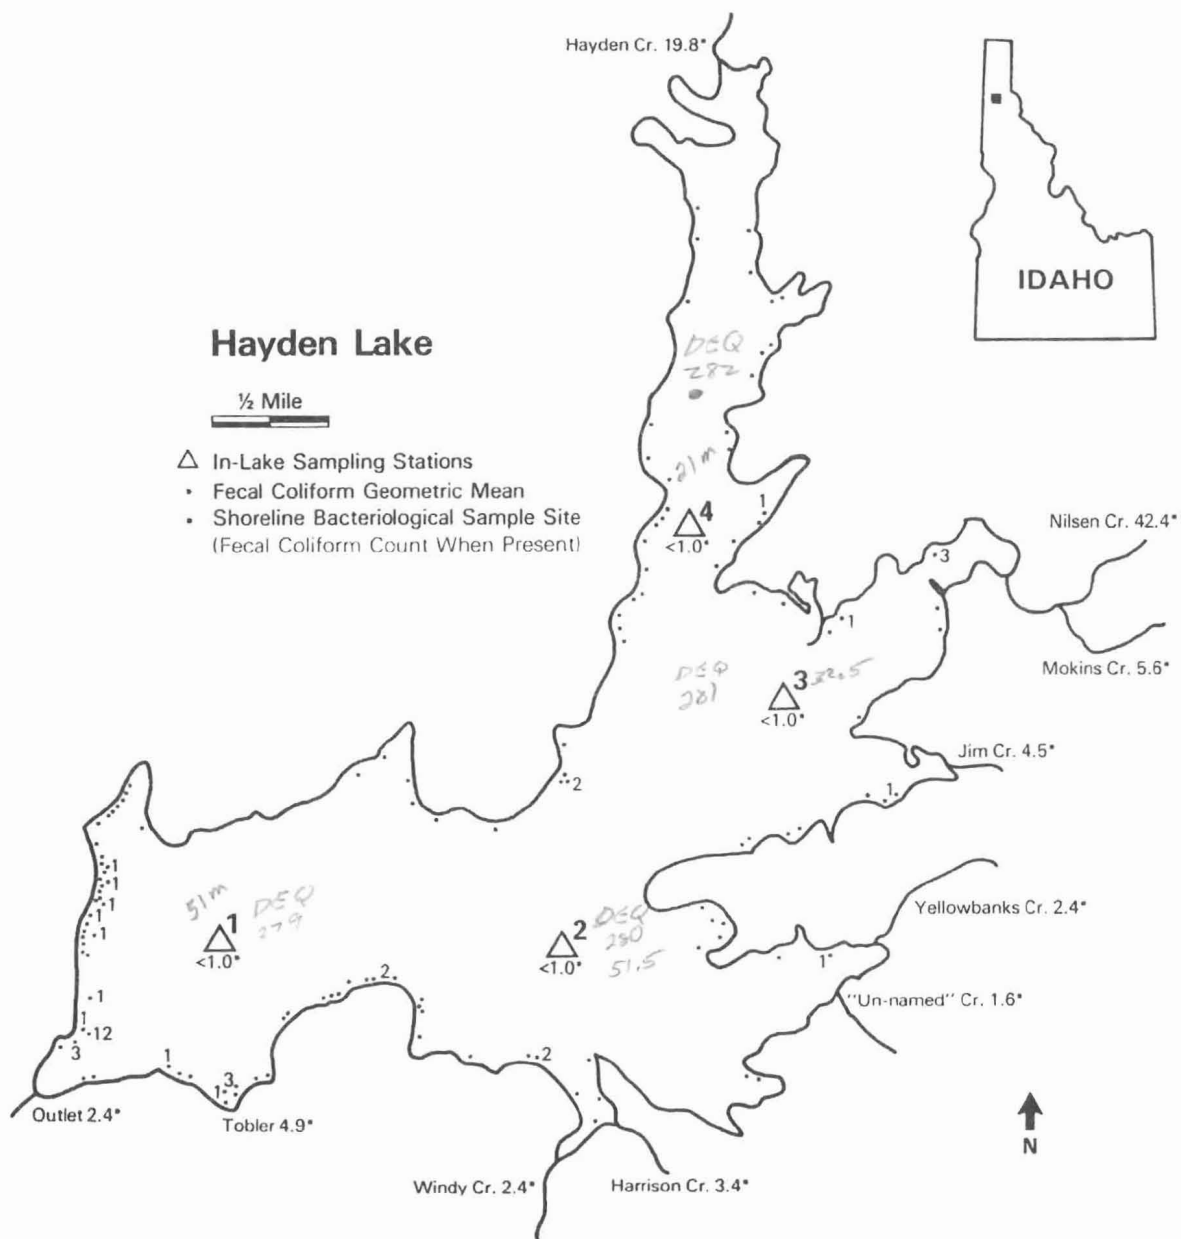 Hayden Cr. 19.8•
IDAHO
Hayden Lake
½ Mile
△ In-Lake Sampling Stations
• Fecal Coliform Geometric Mean
• Shoreline Bacteriological Sample Site
(Fecal Coliform Count When Present)
DEQ
282
21m
1
4
<1.0•
Nilsen Cr. 42.4•
3
1
Mokins Cr. 5.6•
DEQ
281
3
32.5
<1.0•
Jim Cr. 4.5•
2
1
1
1
1
1
1
51m
DEQ
279
1
<1.0•
DEQ
280
51.5
2
<1.0•
Yellowbanks Cr. 2.4•
1
"Un-named" Cr. 1.6•
2
1
1
12
3
1
2
3
1
Outlet 2.4•
Tobler 4.9•
N
Windy Cr. 2.4•
Harrison Cr. 3.4•